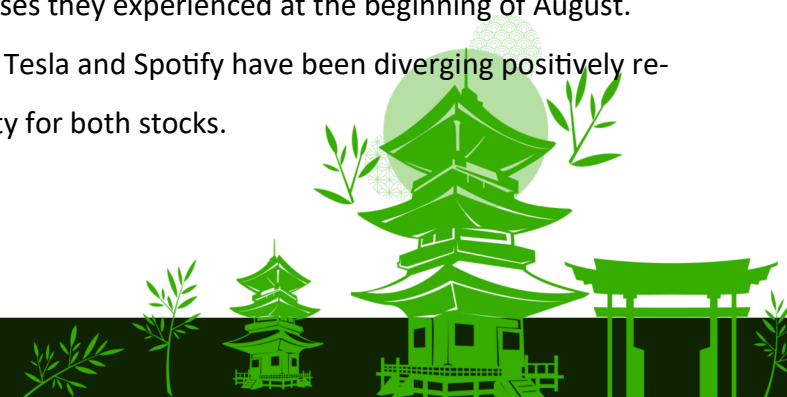 ses they experienced at the beginning of August.
Tesla and Spotify have been diverging positively re-
ty for both stocks.